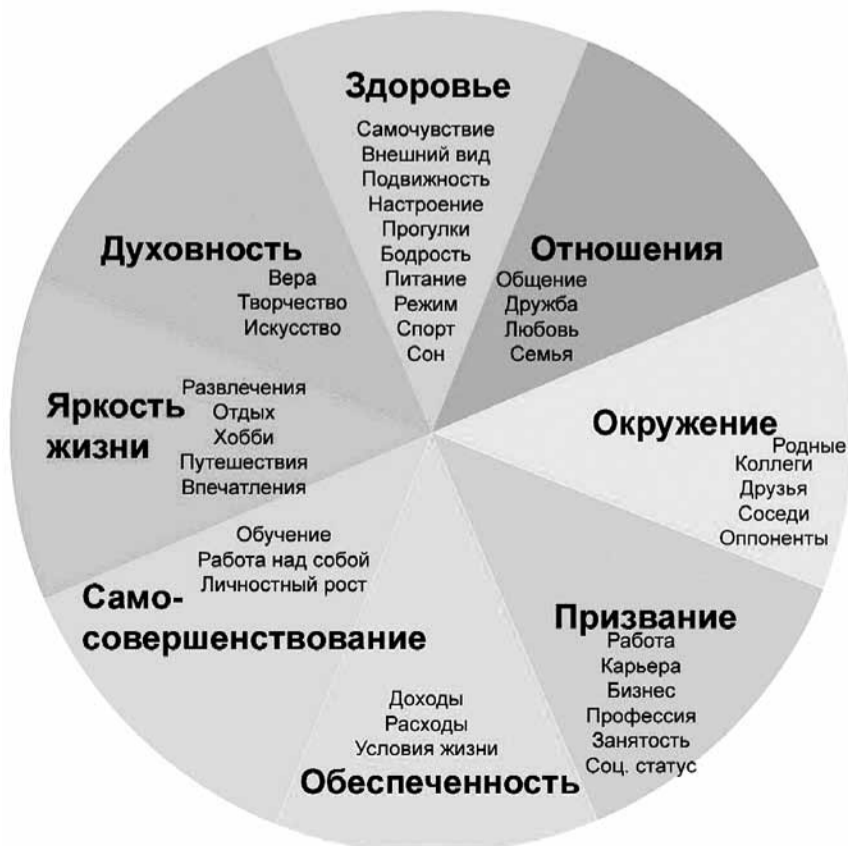 Здоровье
Самочувствие
Внешний вид
Подвижность
Настроение
Прогулки
Бодрость
Питание
Режим
Спорт
Сон
Отношения
Общение
Дружба
Любовь
Семья
Окружение
Родные
Коллеги
Друзья
Соседи
Оппоненты
Призвание
Работа
Карьера
Бизнес
Профессия
Занятость
Соц. статус
Доходы
Расходы
Условия жизни
Обеспеченность
Обучение
Работа над собой
Личностный рост
Само-
совершенствование
Яркость
жизни
Развлечения
Отдых
Хобби
Путешествия
Впечатления
Духовность
Вера
Творчество
Искусство